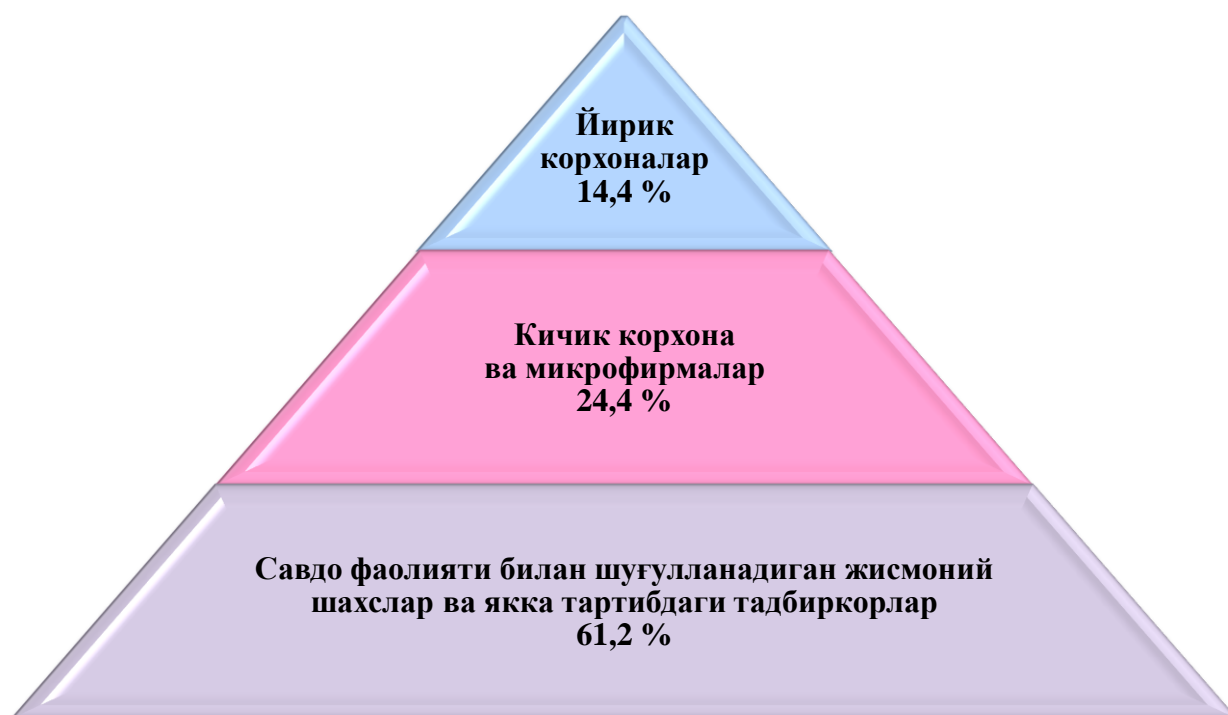 Йирик
корхоналар
14,4 %
Кичик корхона
ва микрофирмалар
24,4 %
Савдо фаолияти билан шуғулланадиган жисмоний
шахслар ва якка тартибдаги тадбиркорлар
61,2 %